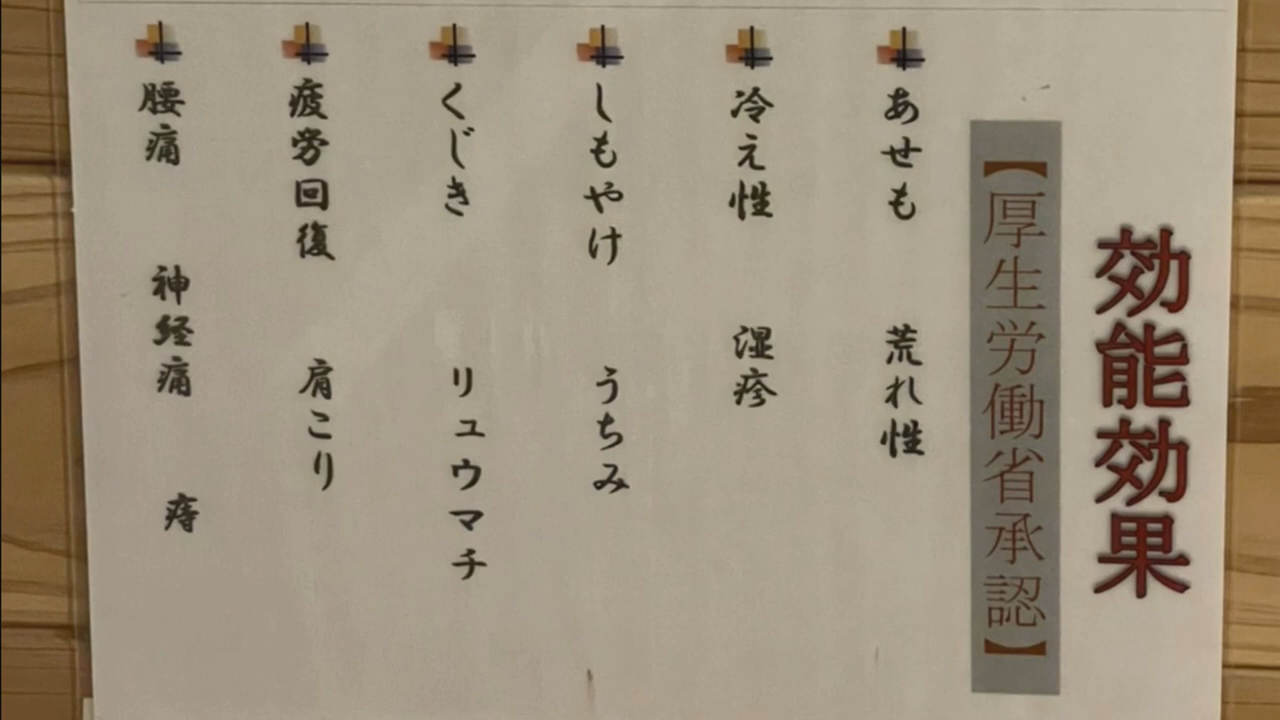 効能効果
【厚生労働省承認】
あせも　荒れ性
冷え性　湿疹
しもやけ　うちみ
くじき　リュウマチ
疲労回復　肩こり
腰痛　神経痛　痔